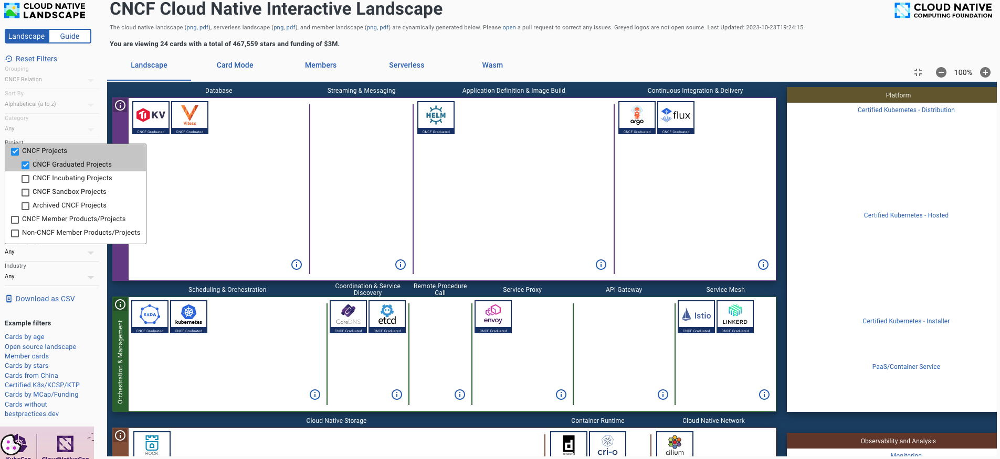 CLOUD NATIVE
LANDSCAPE
CNCF Cloud Native Interactive Landscape
CLOUD NATIVE
COMPUTING FOUNDATION
The cloud native landscape (png, pdf), serverless landscape (png, pdf), and member landscape (png, pdf) are dynamically generated below. Please open a pull request to correct any issues. Greyed logos are not open source. Last Updated: 2023-10-23T19:24:15.
You are viewing 24 cards with a total of 467,559 stars and funding of $3M.
Landscape Guide
Reset Filters
Grouping
CNCF Relation
Sort By
Alphabetical (a to z)
Category
Any
Project
CNCF Projects
CNCF Graduated Projects
CNCF Incubating Projects
CNCF Sandbox Projects
Archived CNCF Projects
CNCF Member Products/Projects
Non-CNCF Member Products/Projects
Any
Industry
Any
Download as CSV
Example filters
Cards by age
Open source landscape
Member cards
Cards by stars
Cards from China
Certified K8s/KCSP/KTP
Cards by MCap/Funding
Cards without
bestpractices.dev
KubeCon CloudNativeCon
Landscape Card Mode Members Serverless Wasm
100%
Database Streaming & Messaging Application Definition & Image Build Continuous Integration & Delivery
TiKV Vitess HELM argo flux
CNCF Graduated CNCF Graduated CNCF Graduated CNCF Graduated CNCF Graduated
Scheduling & Orchestration Coordination & Service Discovery Remote Procedure Call Service Proxy API Gateway Service Mesh
Orchestration & Management
KEDA kubernetes CoreDNS etcd envoy Istio LINKERD
CNCF Graduated CNCF Graduated CNCF Graduated CNCF Graduated CNCF Graduated CNCF Graduated CNCF Graduated
Cloud Native Storage Container Runtime Cloud Native Network
ROOK containerd cri-o cilium
Platform
Certified Kubernetes - Distribution
Certified Kubernetes - Hosted
Certified Kubernetes - Installer
PaaS/Container Service
Observability and Analysis
Monitoring